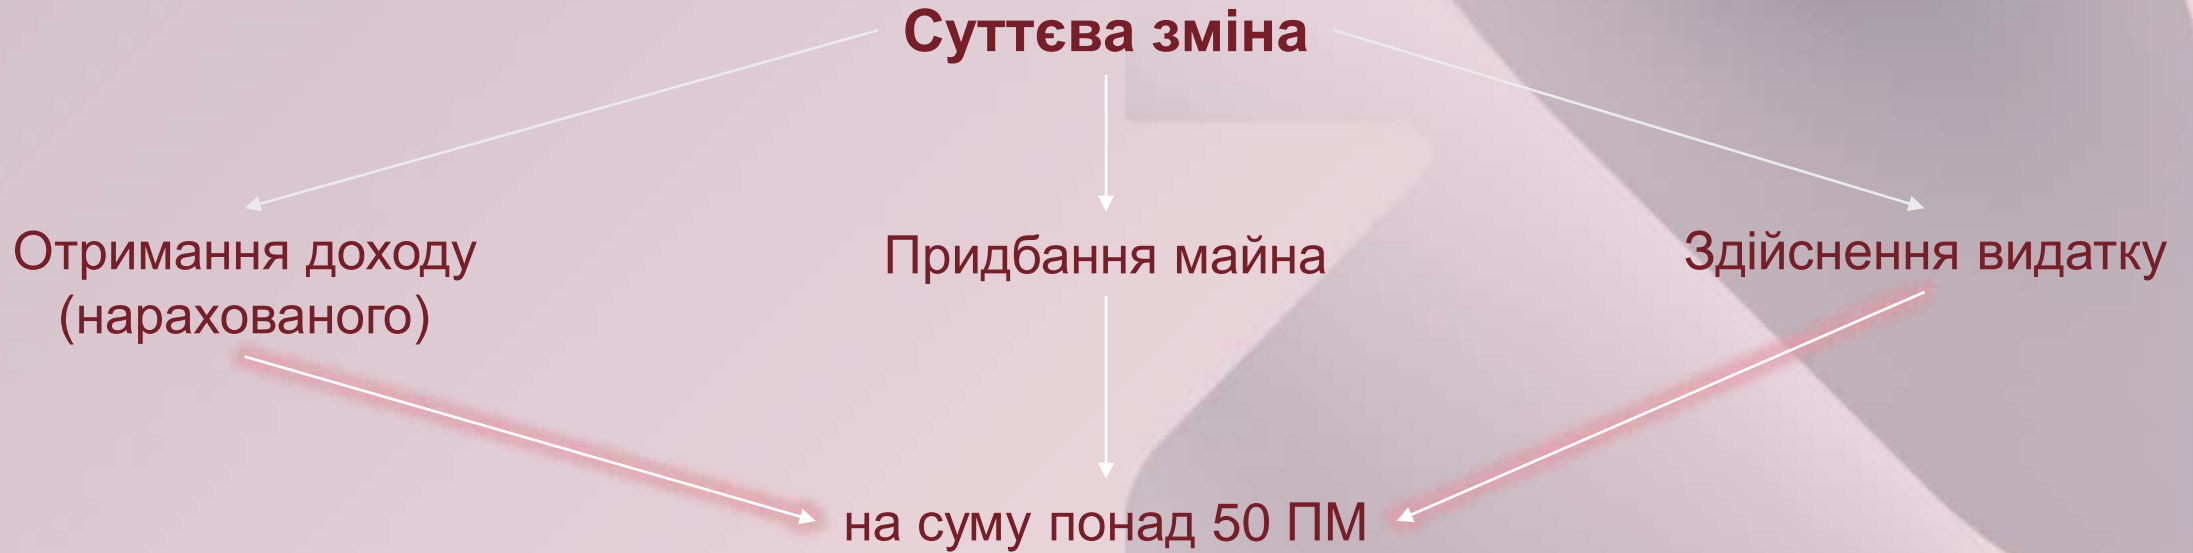 Суттєва зміна
Отримання доходу
(нарахованого)
Придбання майна
Здійснення видатку
на суму понад 50 ПМ